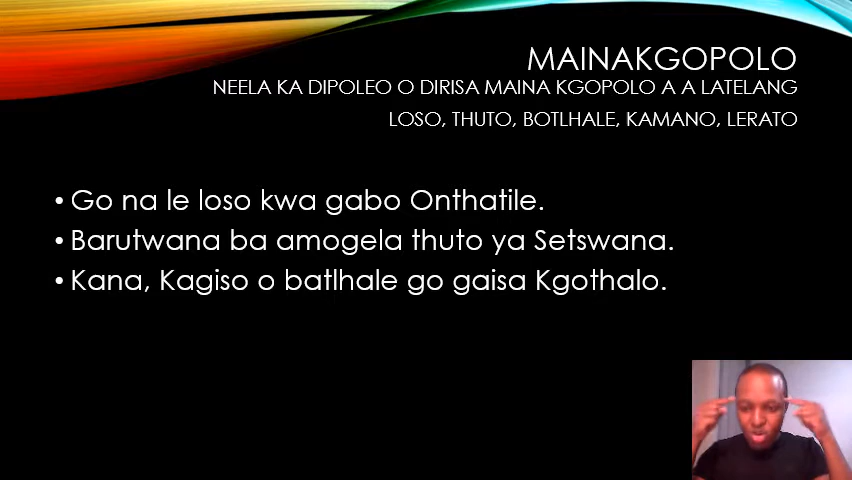 MAINAKGOPOLO
NEELA KA DIPOLEO O DIRISA MAINA KGOPOLO A A LATELANG
LOSO, THUTO, BOTLHALE, KAMANO, LERATO
• Go na le loso kwa gabo Onthatile.
• Barutwana ba amogela thuto ya Setswana.
• Kana, Kagiso o batlhale go gaisa Kgothalo.